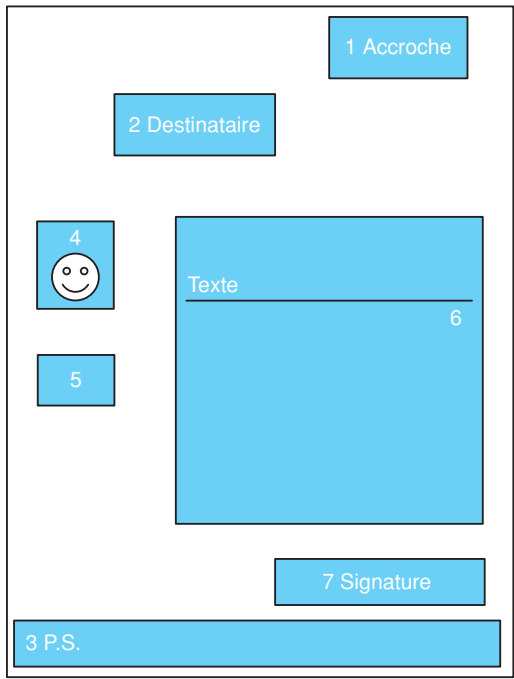 1 Accroche
2 Destinataire
4
Texte
6
5
7 Signature
3 P.S.